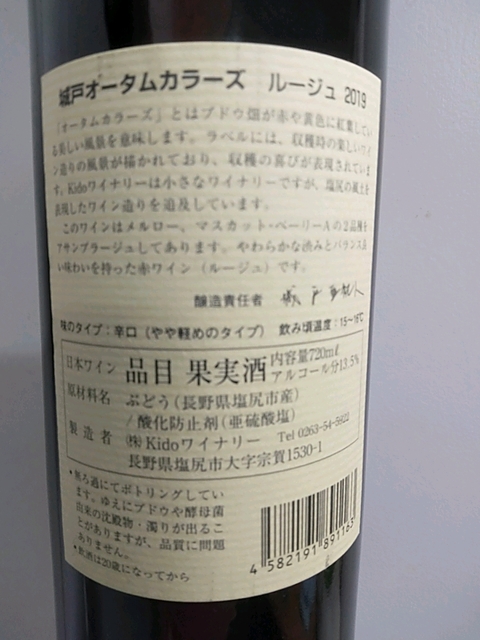 城戸オータムカラーズ ルージュ 2019
「オータムカラーズ」とはブドウ畑が赤や黄色に紅葉してい
る美しい風景を意味します。ラベルには、収穫時の楽しいワイ
ン造りの風景が描かれており、収穫の喜びが表現されていま
す。Kidoワイナリーは小さなワイナリーですが、塩尻の風土を
表現したワイン造りを追及しています。
このワインはメルロー、マスカット・ベーリーAの2品種を
アサンブラージュしてあります。やわらかな渋みとバランス良
い味わいを持った赤ワイン（ルージュ）です。
醸造責任者 城戸亜紀人
味のタイプ：辛口（やや軽めのタイプ） 飲み頃温度：15～16℃
日本ワイン 品目 果実酒 内容量720mℓ
アルコール分13.5%
原材料名 ぶどう（長野県塩尻市産）
/酸化防止剤（亜硫酸塩）
製造者 ㈱Kidoワイナリー Tel 0263-54-5922
長野県塩尻市大字宗賀1530-1
•無ろ過にてボトリングしてい
ます。ゆえにブドウや酵母菌
由来の沈殿物・濁りが出るこ
とがありますが、品質に問題
ありません。
•飲酒は20歳になってから
4 582191 891163